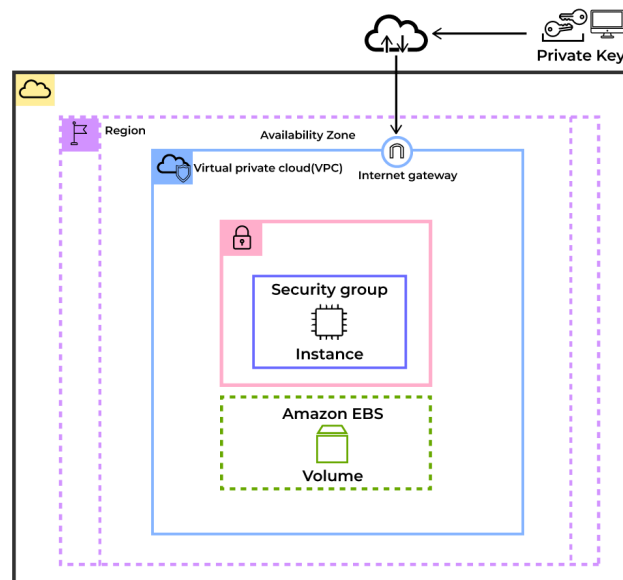 Private Key
Region
Availability Zone
Virtual private cloud(VPC)
Internet gateway
Security group
Instance
Amazon EBS
Volume